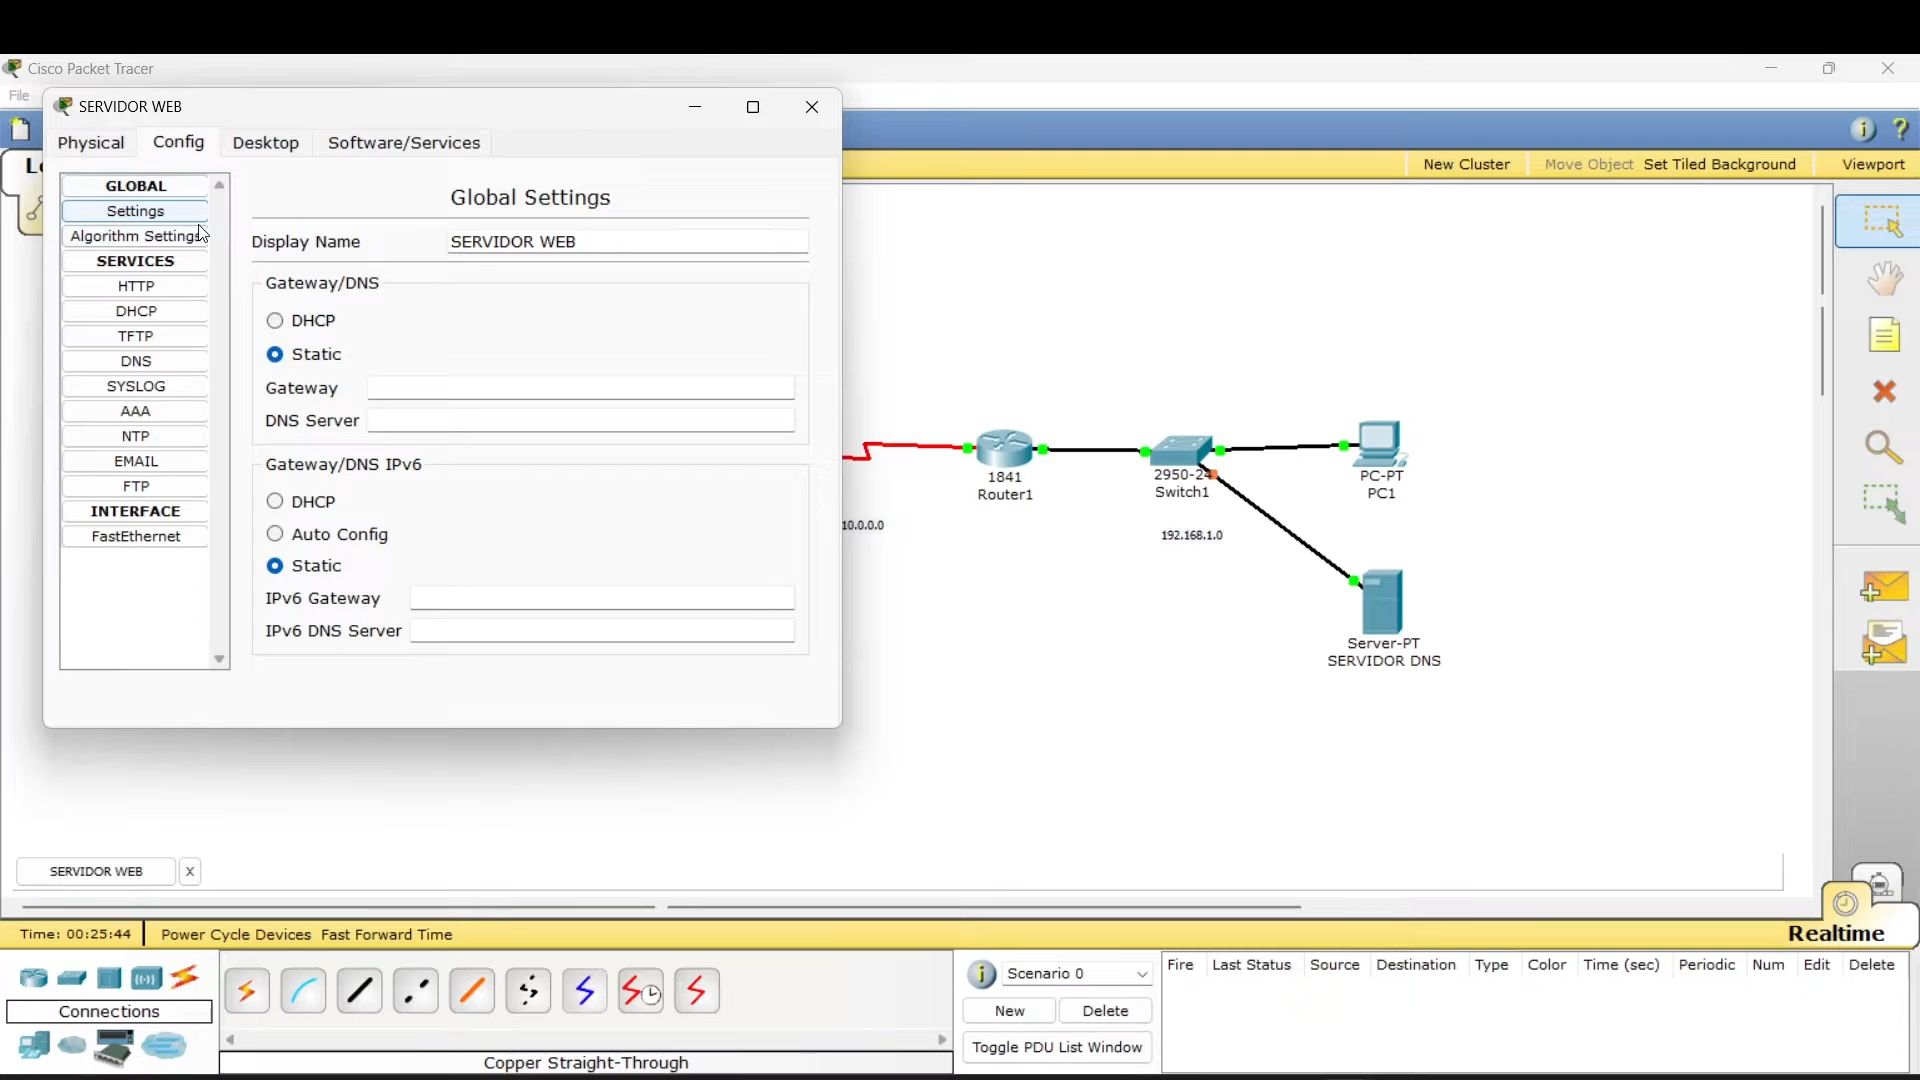 Cisco Packet Tracer
File
SERVIDOR WEB
Physical Config Desktop Software/Services
New Cluster Move Object Set Tiled Background Viewport
GLOBAL
Settings
Algorithm Settings
SERVICES
HTTP
DHCP
TFTP
DNS
SYSLOG
AAA
NTP
EMAIL
FTP
INTERFACE
FastEthernet
Global Settings
Display Name SERVIDOR WEB
Gateway/DNS
DHCP
Static
Gateway
DNS Server
Gateway/DNS IPv6
DHCP
Auto Config
Static
IPv6 Gateway
IPv6 DNS Server
1841
Router1
10.0.0.0
2950-24
Switch1
192.168.1.0
PC-PT
PC1
Server-PT
SERVIDOR DNS
SERVIDOR WEB X
Time: 00:25:44 Power Cycle Devices Fast Forward Time
Realtime
Connections
Copper Straight-Through
Scenario 0
New Delete
Toggle PDU List Window
Fire Last Status Source Destination Type Color Time (sec) Periodic Num Edit Delete